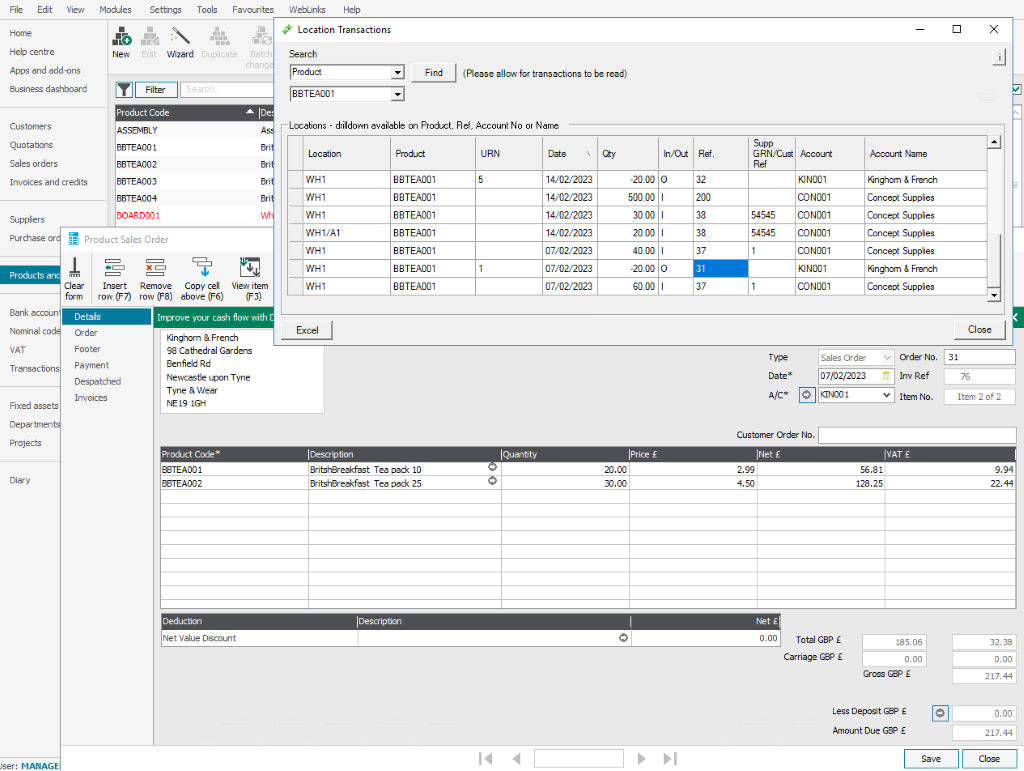 File Edit View Modules Settings Tools Favourites WebLinks Help
Home
Help centre
Apps and add-ons
Business dashboard
Customers
Quotations
Sales orders
Invoices and credits
Suppliers
Purchase ord
Products and
Bank accoun
Nominal code
VAT
Transactions
Fixed assets
Departments
Projects
Diary
User: MANAGE
New Edit Wizard Duplicate Batch
change
Filter Search...
Product Code Des
ASSEMBLY Ass
BBTEA001 Brit
BBTEA002 Brit
BBTEA003 Brit
BBTEA004 Brit
BOARD001 Wh
Location Transactions
Search
Product Find (Please allow for transactions to be read)
BBTEA001
Locations - drilldown available on Product, Ref, Account No or Name
Location Product URN Date Qty In/Out Ref. Supp
GRN/Cust
Ref Account Account Name
WH1 BBTEA001 5 14/02/2023 -20.00 O 32 KIN001 Kinghorn & French
WH1 BBTEA001 14/02/2023 500.00 I 200 CON001 Concept Supplies
WH1 BBTEA001 14/02/2023 30.00 I 38 54545 CON001 Concept Supplies
WH1/A1 BBTEA001 14/02/2023 20.00 I 38 54545 CON001 Concept Supplies
WH1 BBTEA001 07/02/2023 40.00 I 37 1 CON001 Concept Supplies
WH1 BBTEA001 1 07/02/2023 -20.00 O 31 KIN001 Kinghorn & French
WH1 BBTEA001 07/02/2023 60.00 I 37 1 CON001 Concept Supplies
Excel Close
Product Sales Order
Clear
form
Insert
row (F7)
Remove
row (F8)
Copy cell
above (F6)
View item
(F3)
Details
Order
Footer
Payment
Despatched
Invoices
Improve your cash flow with D
Kinghorn & French
98 Cathedral Gardens
Benfield Rd
Newcastle upon Tyne
Tyne & Wear
NE19 1GH
Type Sales Order Order No. 31
Date* 07/02/2023 Inv Ref 76
A/C* KIN001 Item No. Item 2 of 2
Customer Order No.
Product Code* Description Quantity Price £ Net £ VAT £
BBTEA001 BritshBreakfast Tea pack 10 20.00 2.99 56.81 9.94
BBTEA002 BritshBreakfast Tea pack 25 30.00 4.50 128.25 22.44
Deduction Description Net £
Net Value Discount 0.00
Total GBP £ 185.06 32.38
Carriage GBP £ 0.00 0.00
Gross GBP £ 217.44
Less Deposit GBP £ 0.00
Amount Due GBP £ 217.44
Save Close